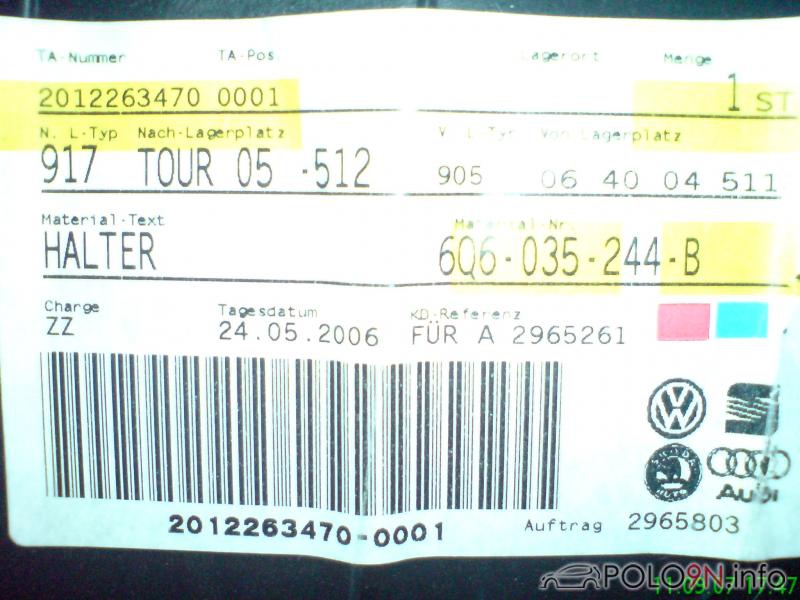 TA-Nummer TA-Pos Lagerort Menge
2012263470 0001 1 ST
N. L-Typ Nach-Lagerplatz V. L-Typ Von Lagerplatz
917 TOUR 05 -512 905 06 40 04 511
Material-Text Material-Nr.
HALTER 6Q6-035-244-B
Charge Tagesdatum KD-Referenz
ZZ 24.05.2006 FÜR A 2965261
SKODA
AUTO
Audi
2012263470-0001 Auftrag 2965803
POLO9N.info